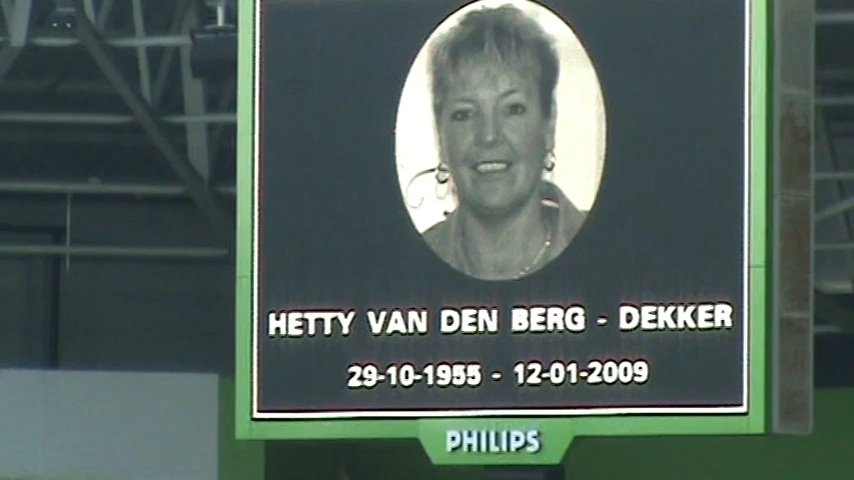 HETTY VAN DEN BERG - DEKKER
29-10-1955 - 12-01-2009
PHILIPS